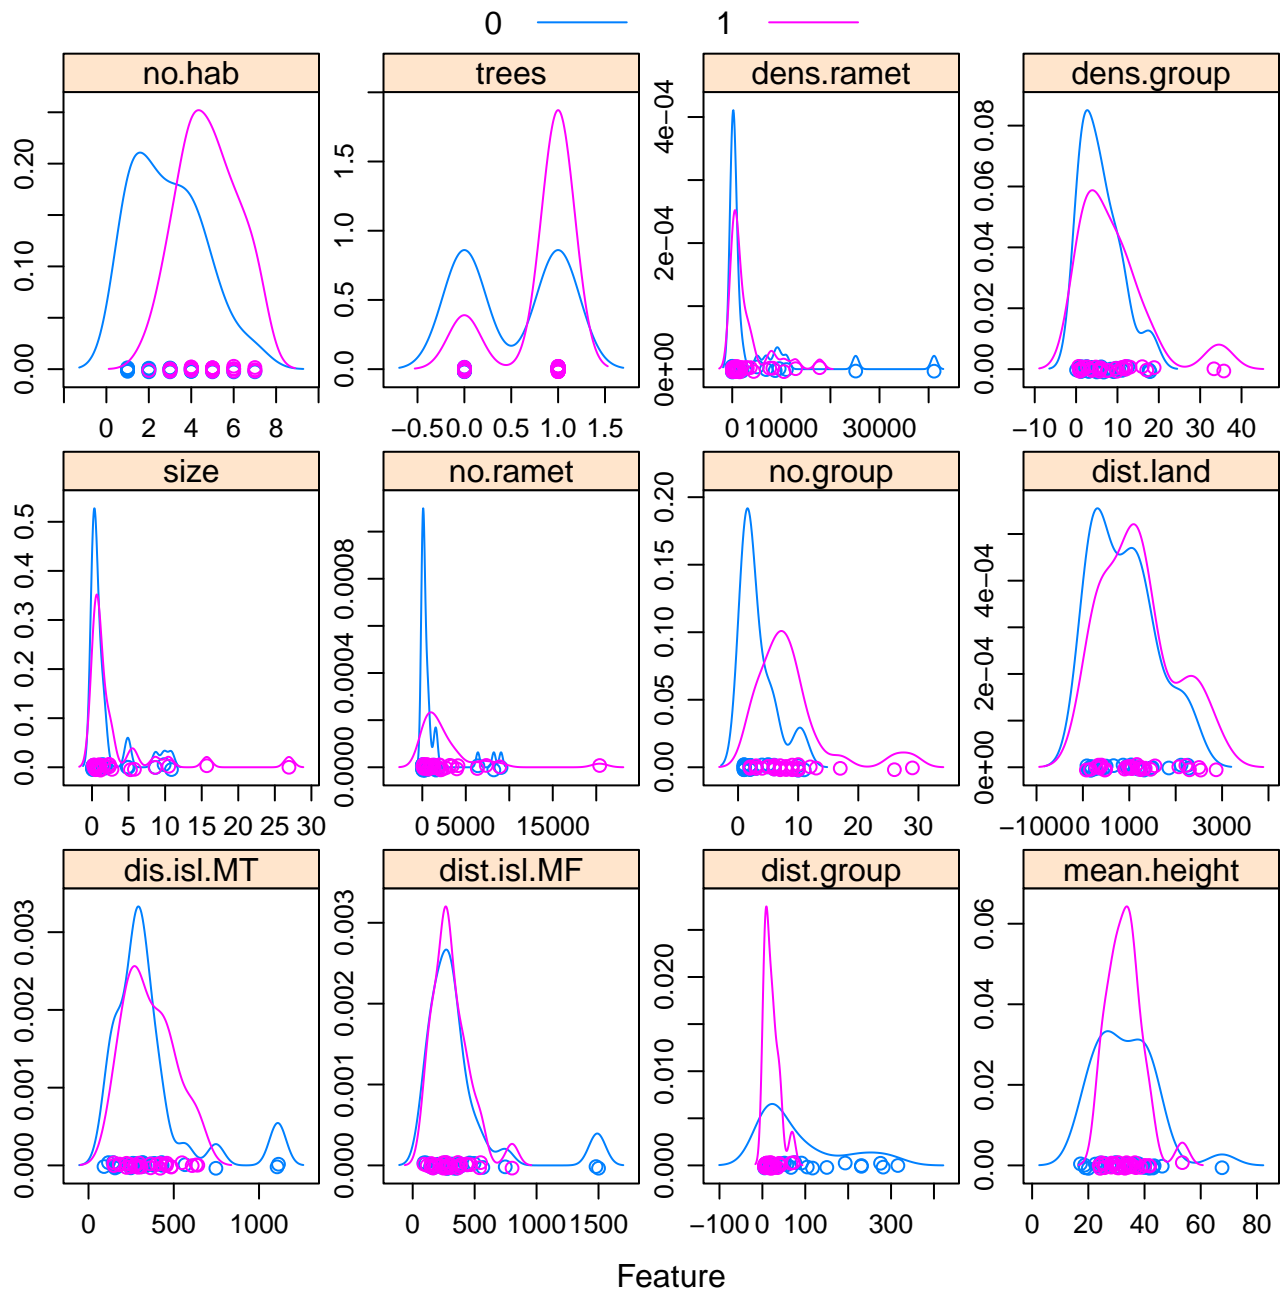 0 1
no.hab trees dens.ramet dens.group
0.00 0.10 0.20
0.0 0.5 1.0 1.5
0e+00 2e−04 4e−04
0.00 0.02 0.04 0.06 0.08
0 2 4 6 8
−0.5 0.0 0.5 1.0 1.5
0 10000 30000
−10 0 10 20 30 40
size no.ramet no.group dist.land
0.0 0.1 0.2 0.3 0.4 0.5
0.0000 0.0004 0.0008
0.00 0.05 0.10 0.15 0.20
0e+00 2e−04 4e−04
0 5 10 15 20 25 30
0 5000 15000
0 10 20 30
−1000 0 1000 3000
dis.isl.MT dist.isl.MF dist.group mean.height
0.000 0.001 0.002 0.003
0.000 0.001 0.002 0.003
0.000 0.010 0.020
0.00 0.02 0.04 0.06
0 500 1000
0 500 1000 1500
−100 0 100 300
0 20 40 60 80
Feature